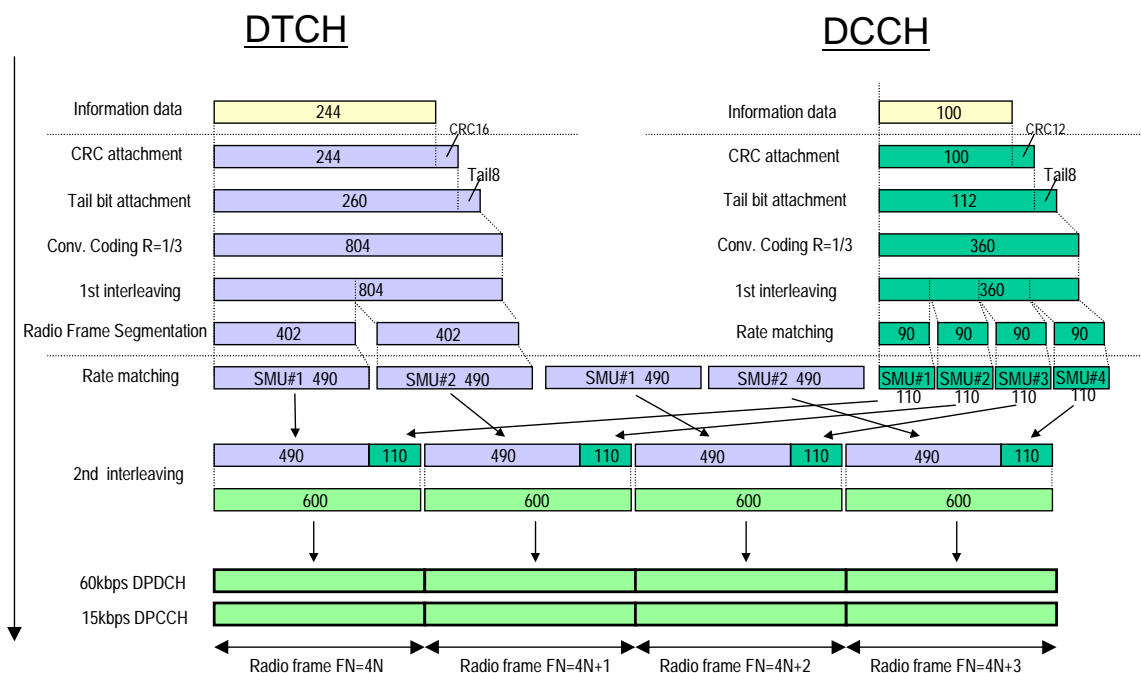 DTCH DCCH
Information data 244 Information data 100
CRC16 CRC12
CRC attachment 244 CRC attachment 100
Tail8 Tail8
Tail bit attachment 260 Tail bit attachment 112
Conv. Coding R=1/3 804 Conv. Coding R=1/3 360
1st interleaving 804 1st interleaving 360
Radio Frame Segmentation 402 402 Rate matching 90 90 90 90
Rate matching SMU#1 490 SMU#2 490 SMU#1 490 SMU#2 490 SMU#1 SMU#2 SMU#3 SMU#4
110 110 110 110
490 110 490 110 490 110 490 110
2nd interleaving
600 600 600 600
60kbps DPDCH
15kbps DPCCH
Radio frame FN=4N Radio frame FN=4N+1 Radio frame FN=4N+2 Radio frame FN=4N+3